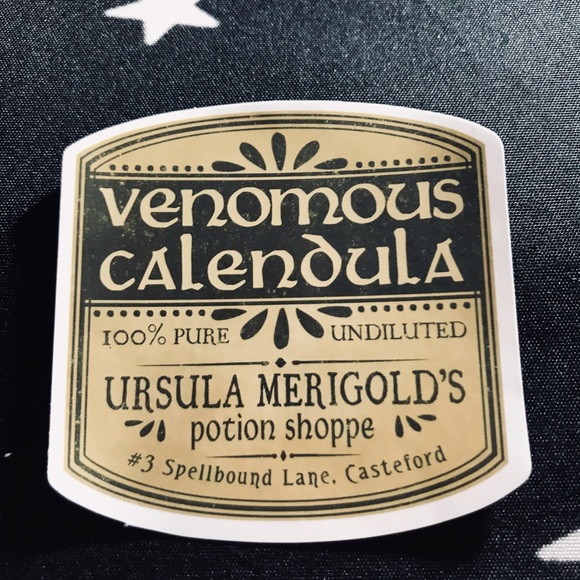 venomous
calendula
100% PURE UNDILUTED
URSULA MERIGOLD'S
potion shoppe
#3 Spellbound Lane, Casteford